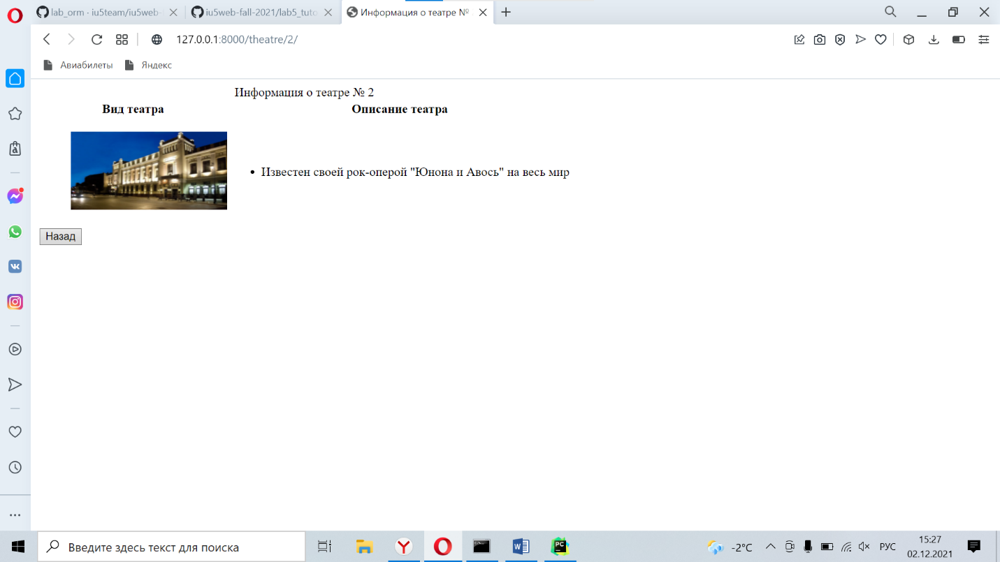 lab_orm · iu5team/iu5web-
iu5web-fall-2021/lab5_tuto
Информация о театре №
127.0.0.1:8000/theatre/2/
Авиабилеты
Яндекс
Информация о театре № 2
Вид театра
Описание театра
• Известен своей рок-оперой "Юнона и Авось" на весь мир
Назад
Введите здесь текст для поиска
-2°C
РУС
15:27
02.12.2021